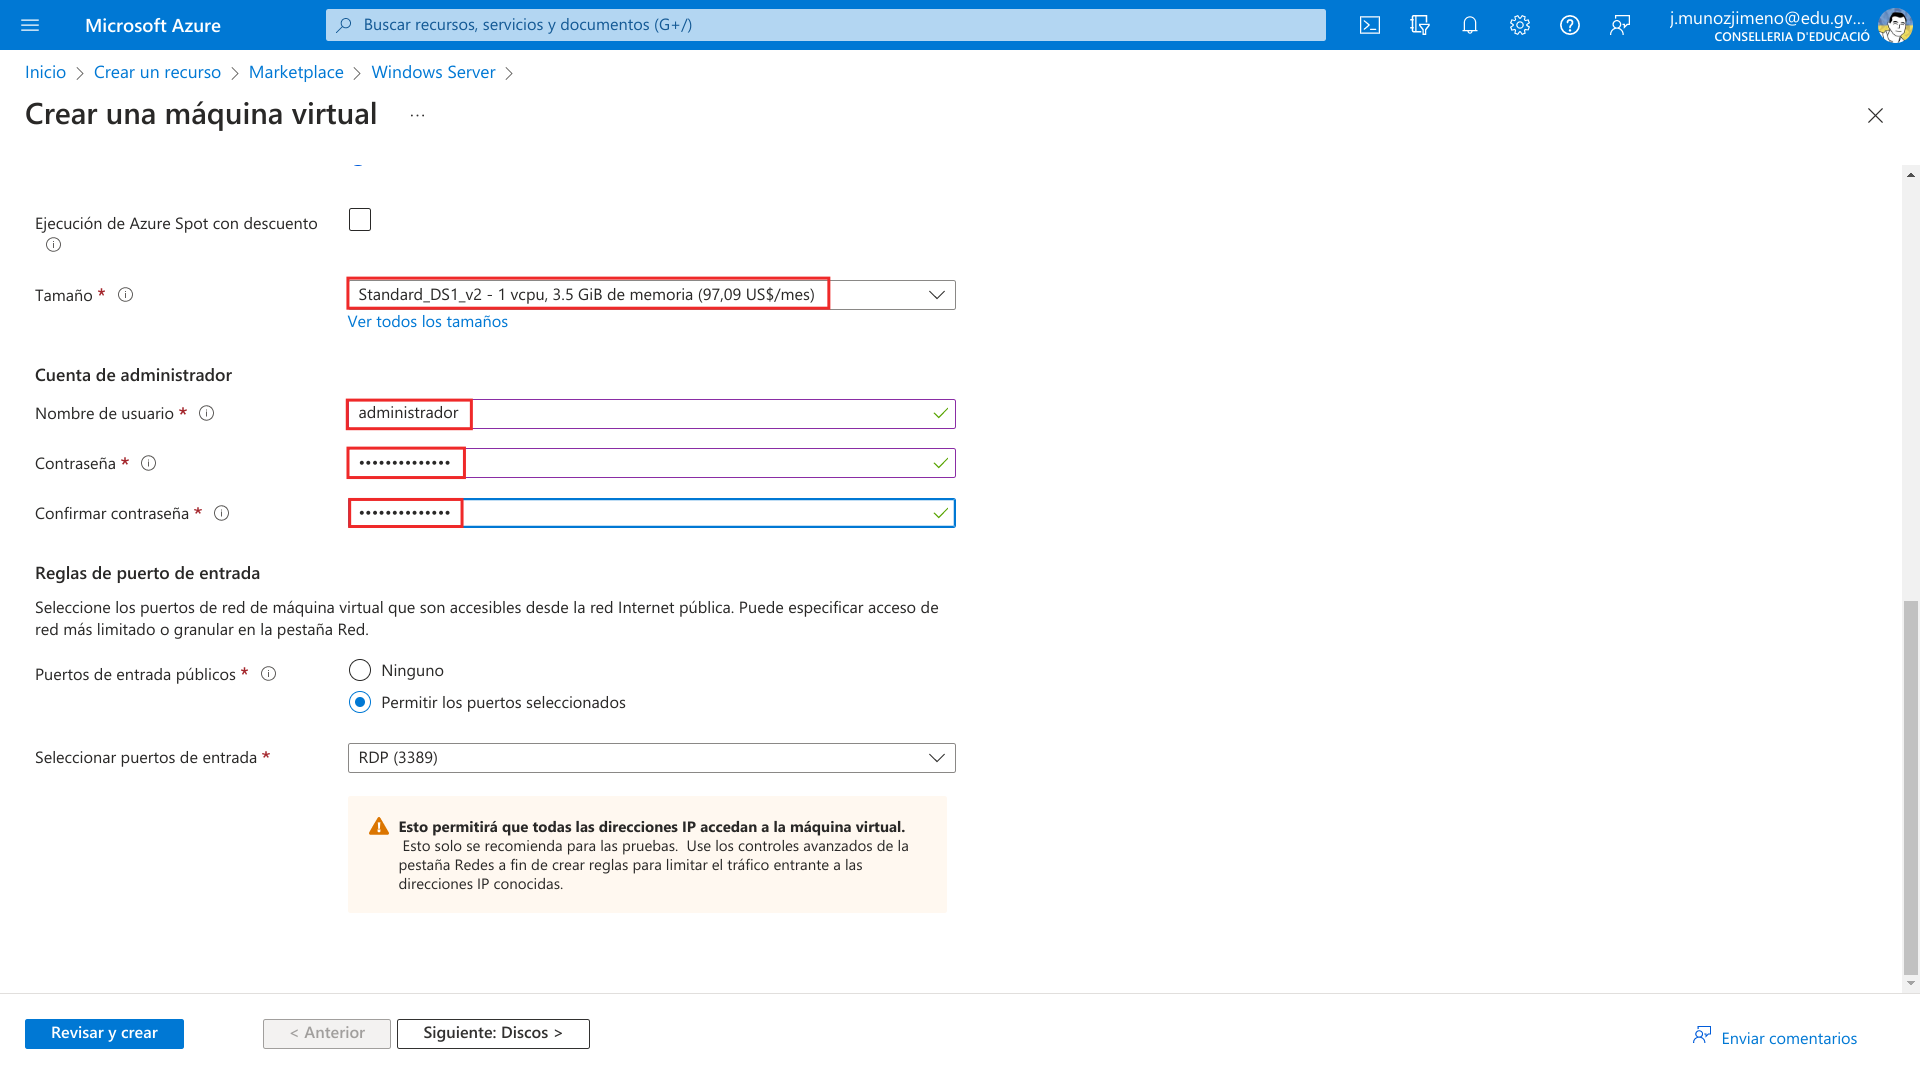 Microsoft Azure
Buscar recursos, servicios y documentos (G+/)
j.munozjimeno@edu.gv...
CONSELLERIA D'EDUCACIÓ
Inicio > Crear un recurso > Marketplace > Windows Server >
Crear una máquina virtual ...
Ejecución de Azure Spot con descuento
Tamaño *
Standard_DS1_v2 - 1 vcpu, 3.5 GiB de memoria (97,09 US$/mes)
Ver todos los tamaños
Cuenta de administrador
Nombre de usuario *
administrador
Contraseña *
••••••••••••••
Confirmar contraseña *
••••••••••••••
Reglas de puerto de entrada
Seleccione los puertos de red de máquina virtual que son accesibles desde la red Internet pública. Puede especificar acceso de
red más limitado o granular en la pestaña Red.
Puertos de entrada públicos *
Ninguno
Permitir los puertos seleccionados
Seleccionar puertos de entrada *
RDP (3389)
Esto permitirá que todas las direcciones IP accedan a la máquina virtual.
Esto solo se recomienda para las pruebas. Use los controles avanzados de la
pestaña Redes a fin de crear reglas para limitar el tráfico entrante a las
direcciones IP conocidas.
Revisar y crear
< Anterior
Siguiente: Discos >
Enviar comentarios